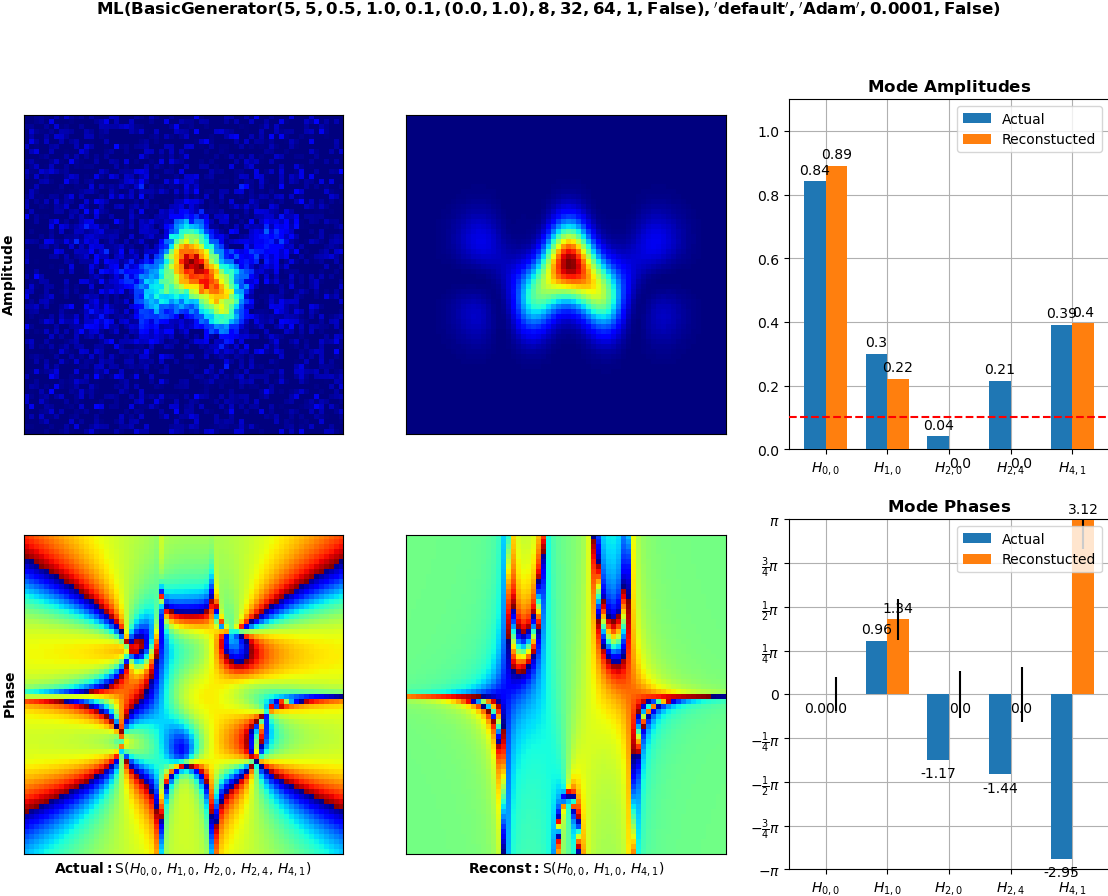 ML(BasicGenerator(5, 5, 0.5, 1.0, 0.1, (0.0, 1.0), 8, 32, 64, 1, False), ′default′, ′Adam′, 0.0001, False)
Amplitude
Mode Amplitudes
Actual
Reconstucted
1.0
0.8
0.6
0.4
0.2
0.0
0.84
0.89
0.3
0.22
0.04
0.0
0.21
0.0
0.39
0.4
H0,0 H1,0 H2,0 H2,4 H4,1
Phase
Actual: S(H0,0, H1,0, H2,0, H2,4, H4,1)
Reconst: S(H0,0, H1,0, H4,1)
Mode Phases
Actual
Reconstucted
π
3/4π
1/2π
1/4π
0
−1/4π
−1/2π
−3/4π
−π
0.0
0.0
0.96
1.34
-1.17
0.0
-1.44
0.0
-2.95
3.12
H0,0 H1,0 H2,0 H2,4 H4,1